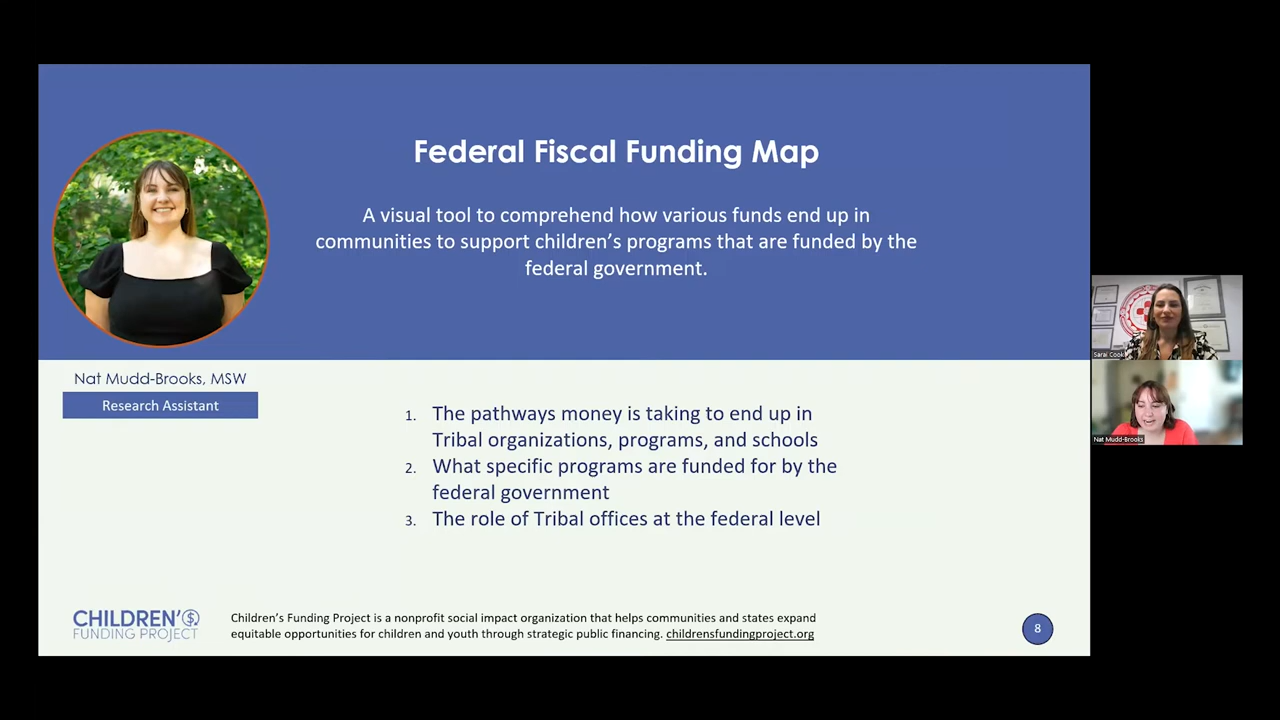 Federal Fiscal Funding Map
A visual tool to comprehend how various funds end up in
communities to support children's programs that are funded by the
federal government.
Nat Mudd-Brooks, MSW
Research Assistant
1. The pathways money is taking to end up in
Tribal organizations, programs, and schools
2. What specific programs are funded for by the
federal government
3. The role of Tribal offices at the federal level
CHILDREN'$
FUNDING PROJECT
Children's Funding Project is a nonprofit social impact organization that helps communities and states expand
equitable opportunities for children and youth through strategic public financing. childrensfundingproject.org
8
Sarai Cook
Nat Mudd-Brooks